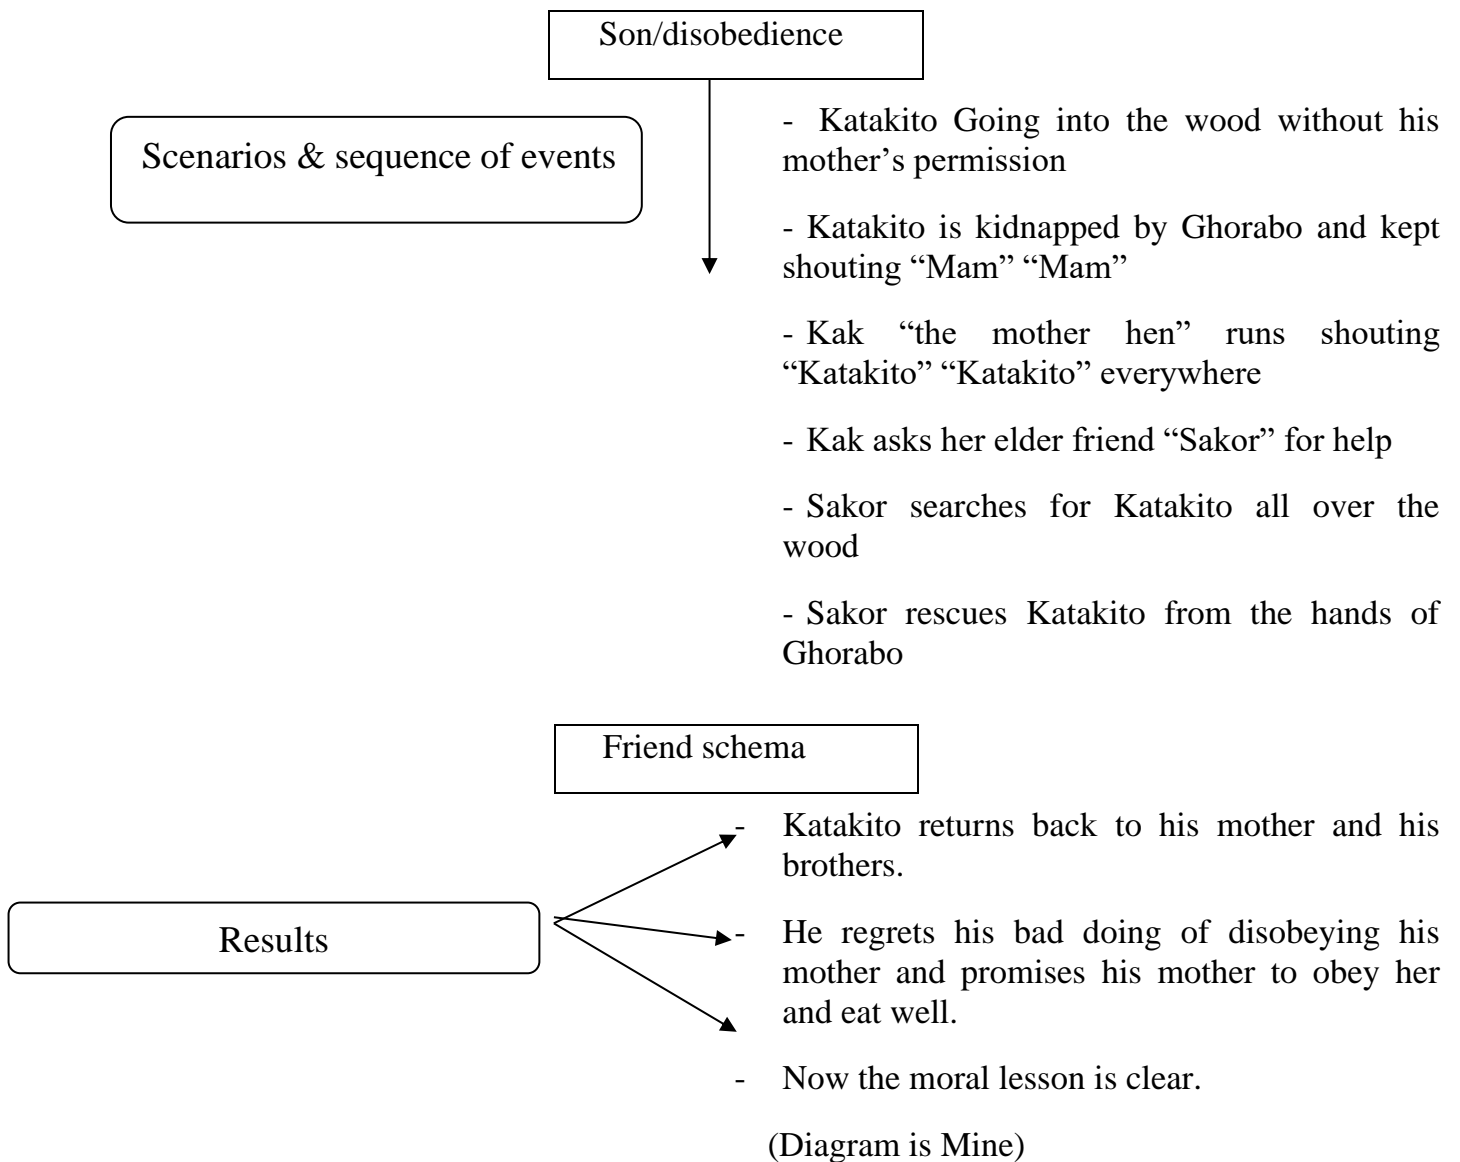 Son/disobedience
Scenarios & sequence of events
- Katakito Going into the wood without his
mother’s permission
- Katakito is kidnapped by Ghorabo and kept
shouting “Mam” “Mam”
- Kak “the mother hen” runs shouting
“Katakito” “Katakito” everywhere
- Kak asks her elder friend “Sakor” for help
- Sakor searches for Katakito all over the
wood
- Sakor rescues Katakito from the hands of
Ghorabo
Friend schema
Results
- Katakito returns back to his mother and his
brothers.
- He regrets his bad doing of disobeying his
mother and promises his mother to obey her
and eat well.
- Now the moral lesson is clear.
(Diagram is Mine)